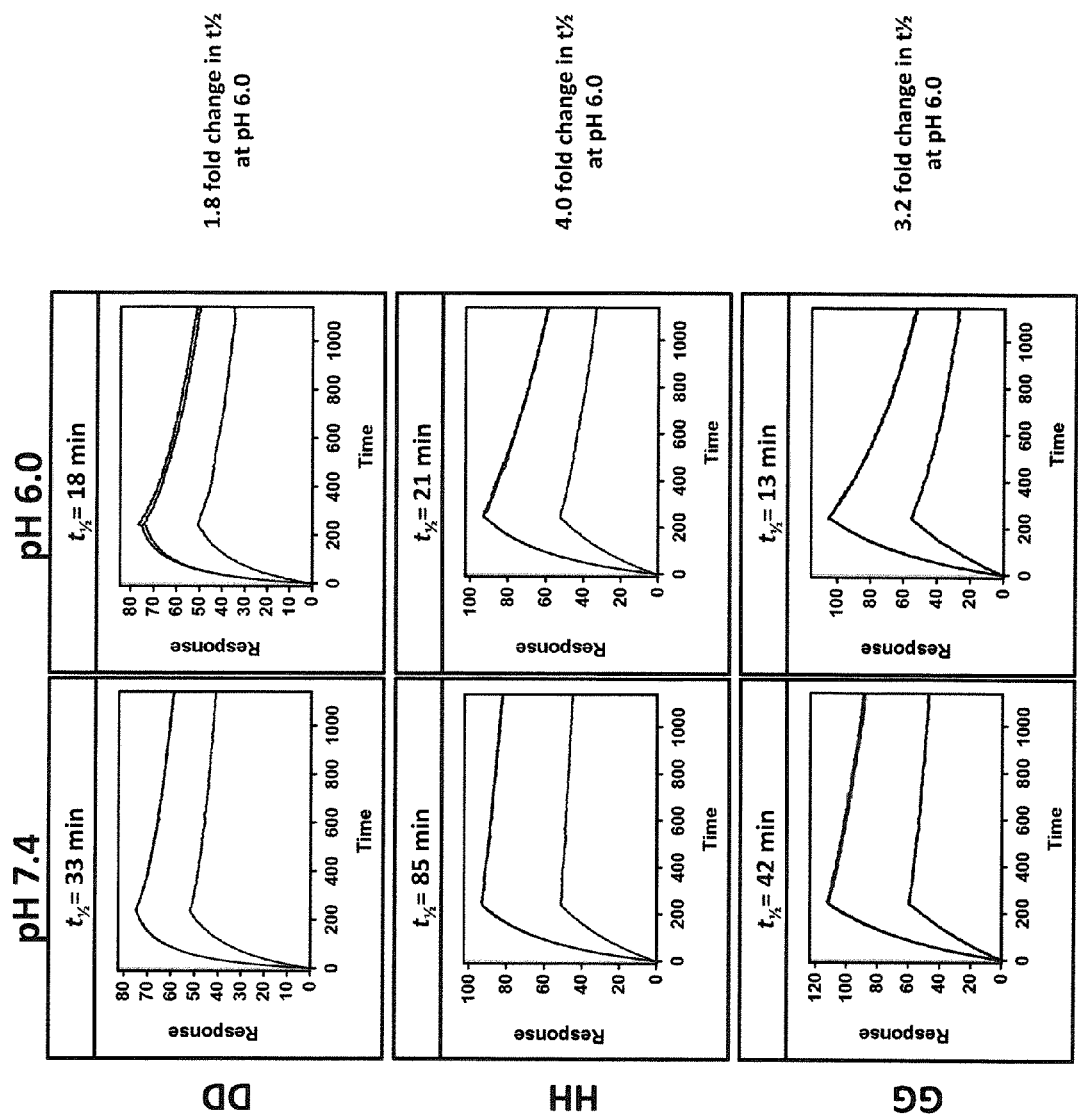 pH 7.4
pH 6.0
DD
t½= 33 min
Response
80
70
60
50
40
30
20
10
0
0 200 400 600 800 1000
Time
t½= 18 min
Response
80
70
60
50
40
30
20
10
0
0 200 400 600 800 1000
Time
1.8 fold change in t½
at pH 6.0
HH
t½= 85 min
Response
100
80
60
40
20
0
0 200 400 600 800 1000
Time
t½= 21 min
Response
100
80
60
40
20
0
0 200 400 600 800 1000
Time
4.0 fold change in t½
at pH 6.0
GG
t½= 42 min
Response
120
100
80
60
40
20
0
0 200 400 600 800 1000
Time
t½= 13 min
Response
100
80
60
40
20
0
0 200 400 600 800 1000
Time
3.2 fold change in t½
at pH 6.0